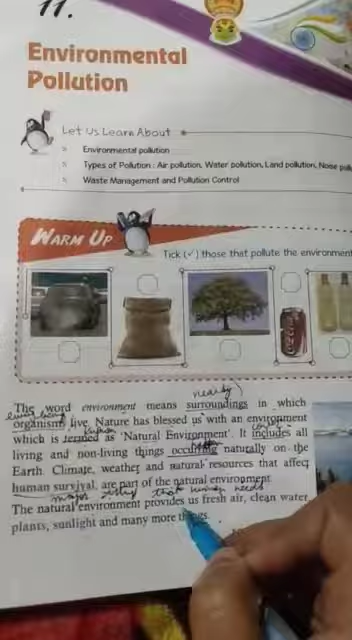 11.
Environmental
Pollution
Let Us Learn About
Environmental pollution
Types of Pollution : Air pollution, Water pollution, Land pollution, Noise
Waste Management and Pollution Control
WARM UP
Tick (✓) those that pollute the environment
nearby
The word environment means surroundings in which
organisms live. Nature has blessed us with an environment
which is termed as 'Natural Environment'. It includes all
living and non-living things occurring naturally on the
Earth. Climate, weather and natural resources that affect
human survival, are part of the natural environment.
major that human needs
The natural environment provides us fresh air, clean water
plants, sunlight and many more things.